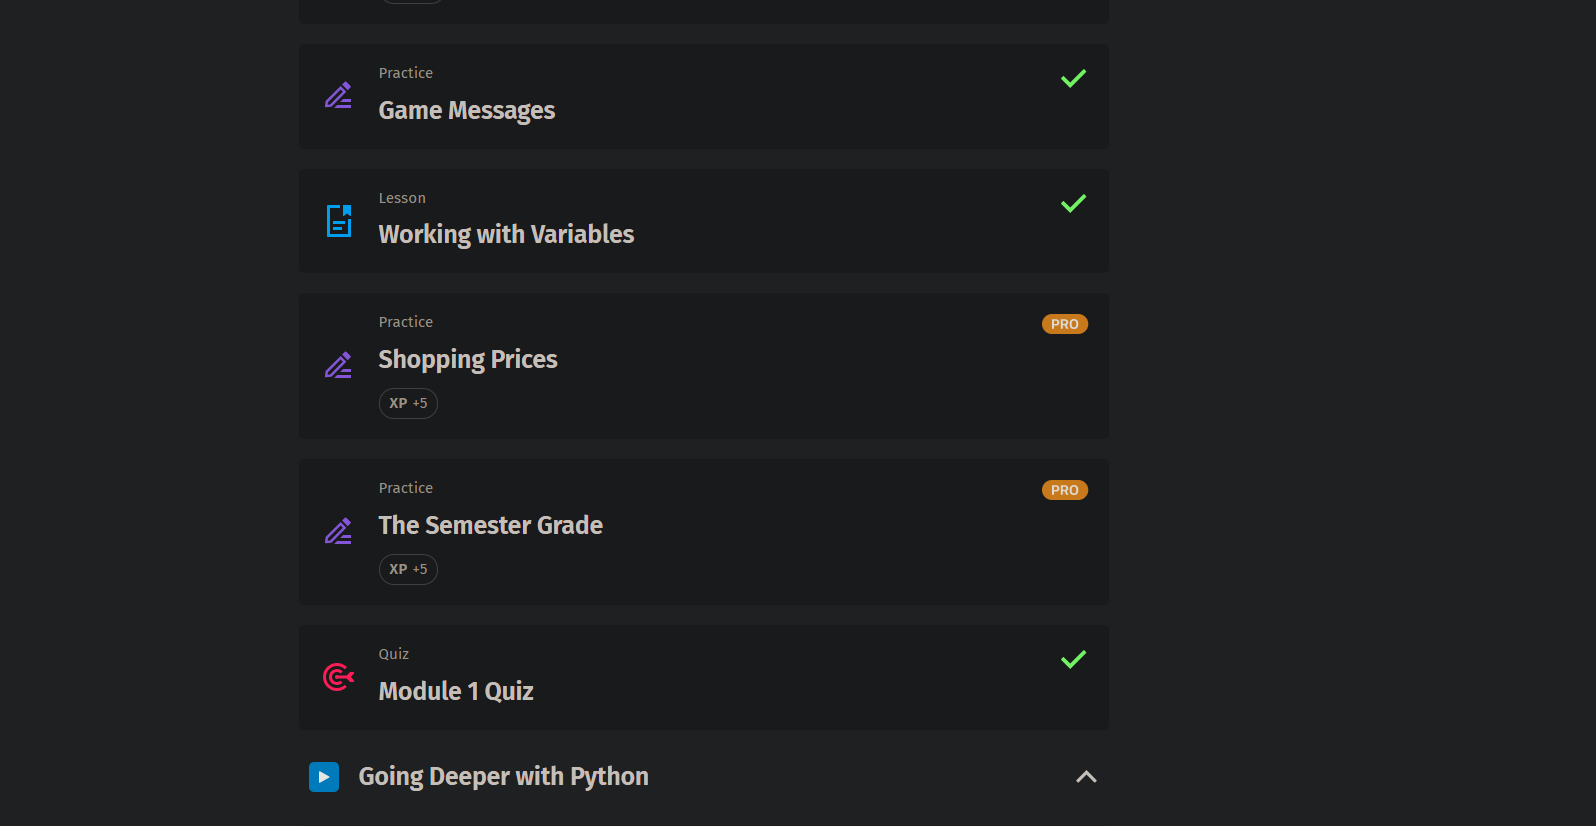 Practice
Game Messages
Lesson
Working with Variables
Practice
PRO
Shopping Prices
XP +5
Practice
PRO
The Semester Grade
XP +5
Quiz
Module 1 Quiz
Going Deeper with Python